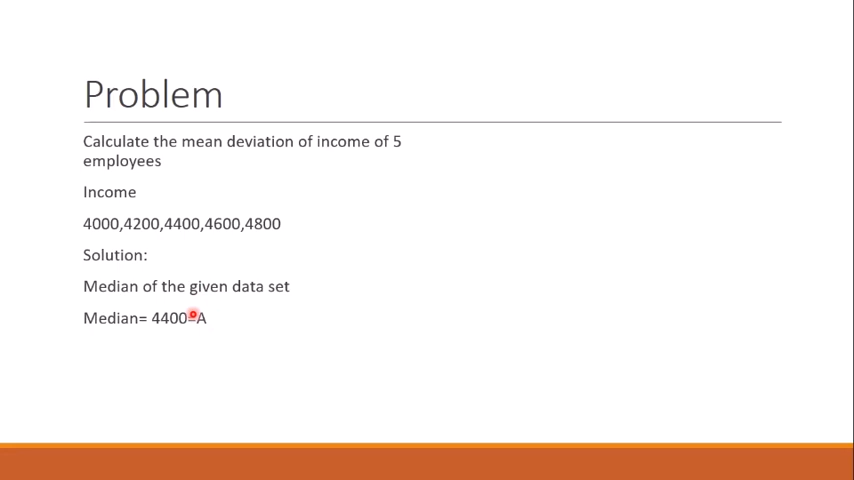 Problem
Calculate the mean deviation of income of 5
employees
Income
4000,4200,4400,4600,4800
Solution:
Median of the given data set
Median= 4400=A